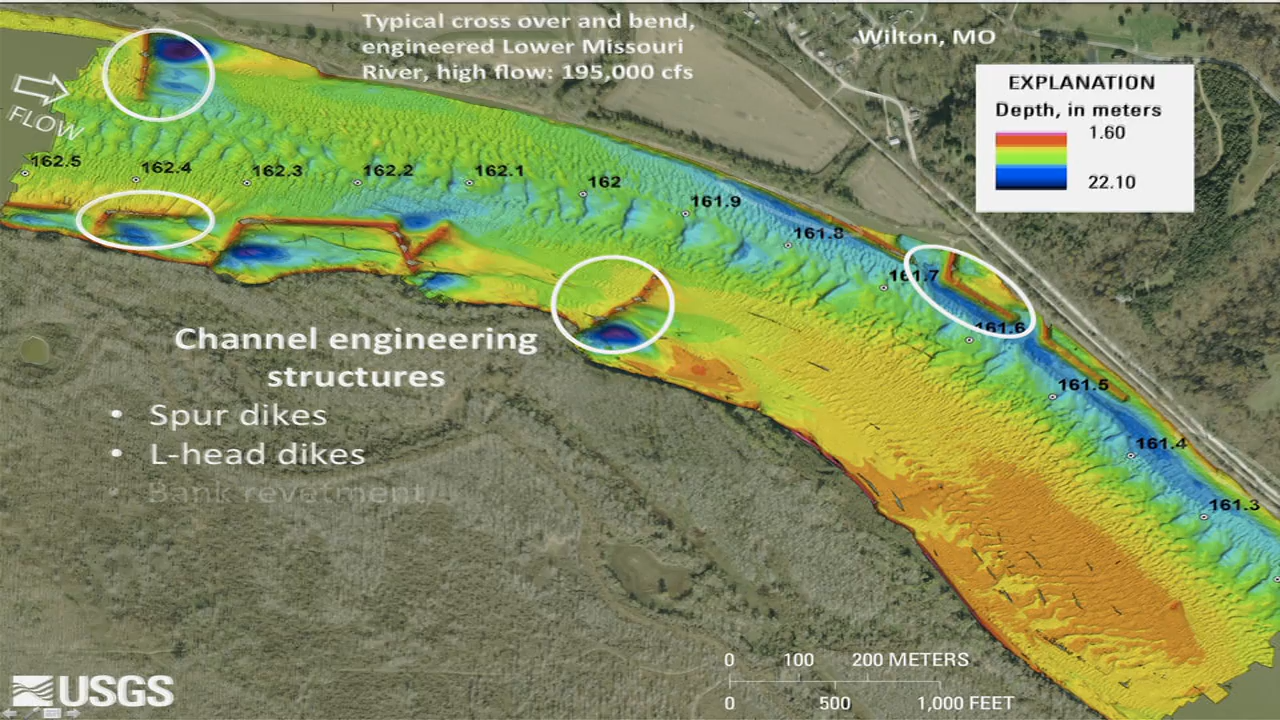 Typical cross over and bend,
engineered Lower Missouri
River, high flow: 195,000 cfs
Wilton, MO
EXPLANATION
Depth, in meters
1.60
22.10
FLOW
162.5
162.4
162.3
162.2
162.1
162
161.9
161.8
161.7
161.6
161.5
161.4
161.3
Channel engineering
structures
• Spur dikes
• L-head dikes
• Bank revetment
0 100 200 METERS
0 500 1,000 FEET
USGS